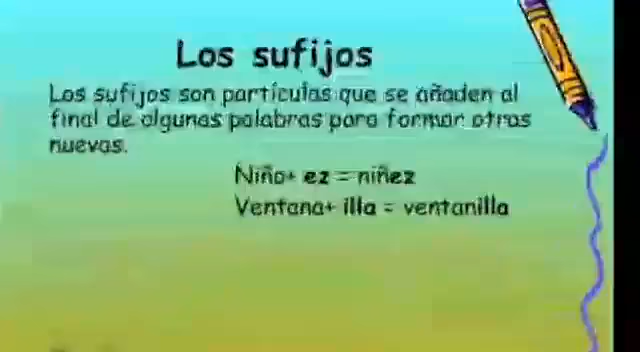 Los sufijos
Los sufijos son partículas que se añaden al
final de algunas palabras para formar otras
nuevas.
Niño+ ez = niñez
Ventana+ illa = ventanilla